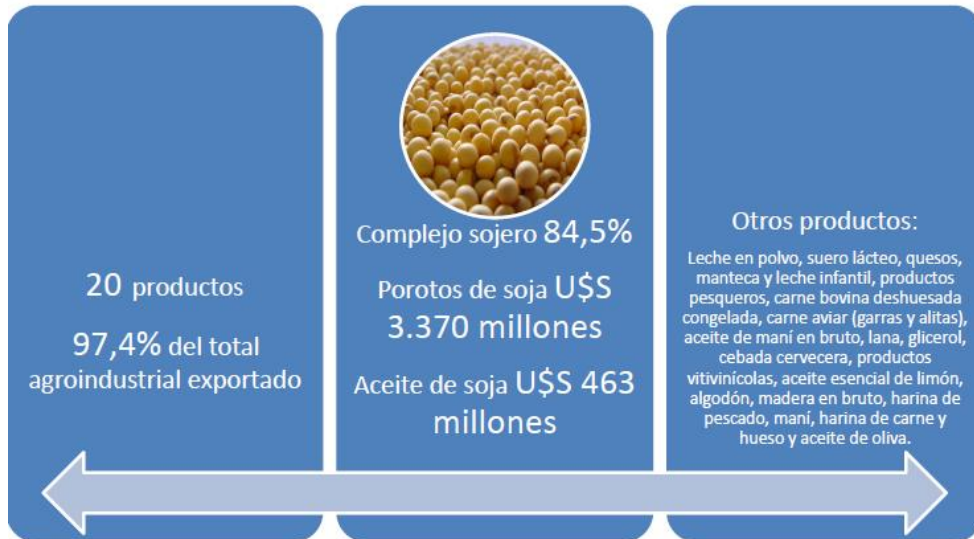 20 productos
97,4% del total
agroindustrial exportado
Complejo sojero 84,5%
Porotos de soja U$S
3.370 millones
Aceite de soja U$S 463
millones
Otros productos:
Leche en polvo, suero lácteo, quesos,
manteca y leche infantil, productos
pesqueros, carne bovina deshuesada
congelada, carne aviar (garras y alitas),
aceite de maní en bruto, lana, glicerol,
cebada cervecera, productos
vitivinícolas, aceite esencial de limón,
algodón, madera en bruto, harina de
pescado, maní, harina de carne y
hueso y aceite de oliva.